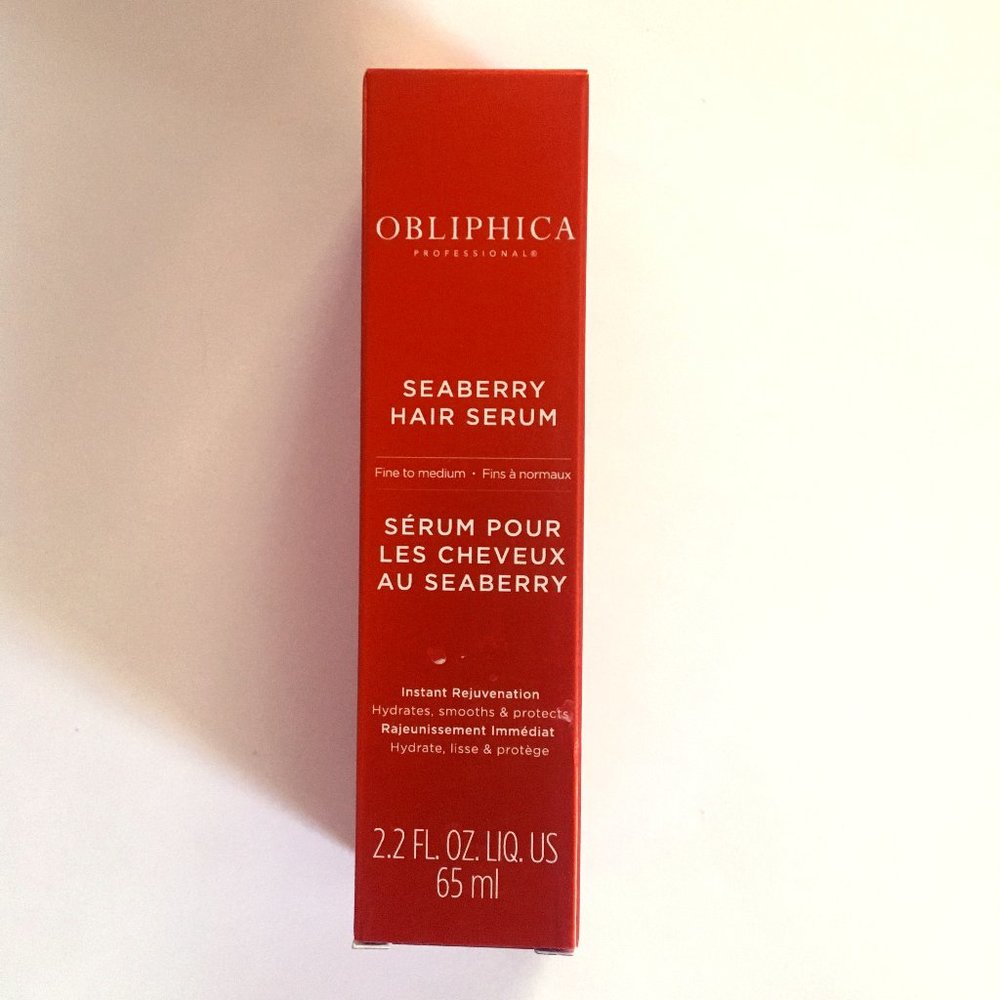 OBLIPHICA
PROFESSIONAL®
SEABERRY
HAIR SERUM
Fine to medium • Fins à normaux
SÉRUM POUR
LES CHEVEUX
AU SEABERRY
Instant Rejuvenation
Hydrates, smooths & protects
Rajeunissement Immédiat
Hydrate, lisse & protège
2.2 FL. OZ. LIQ. US
65 ml